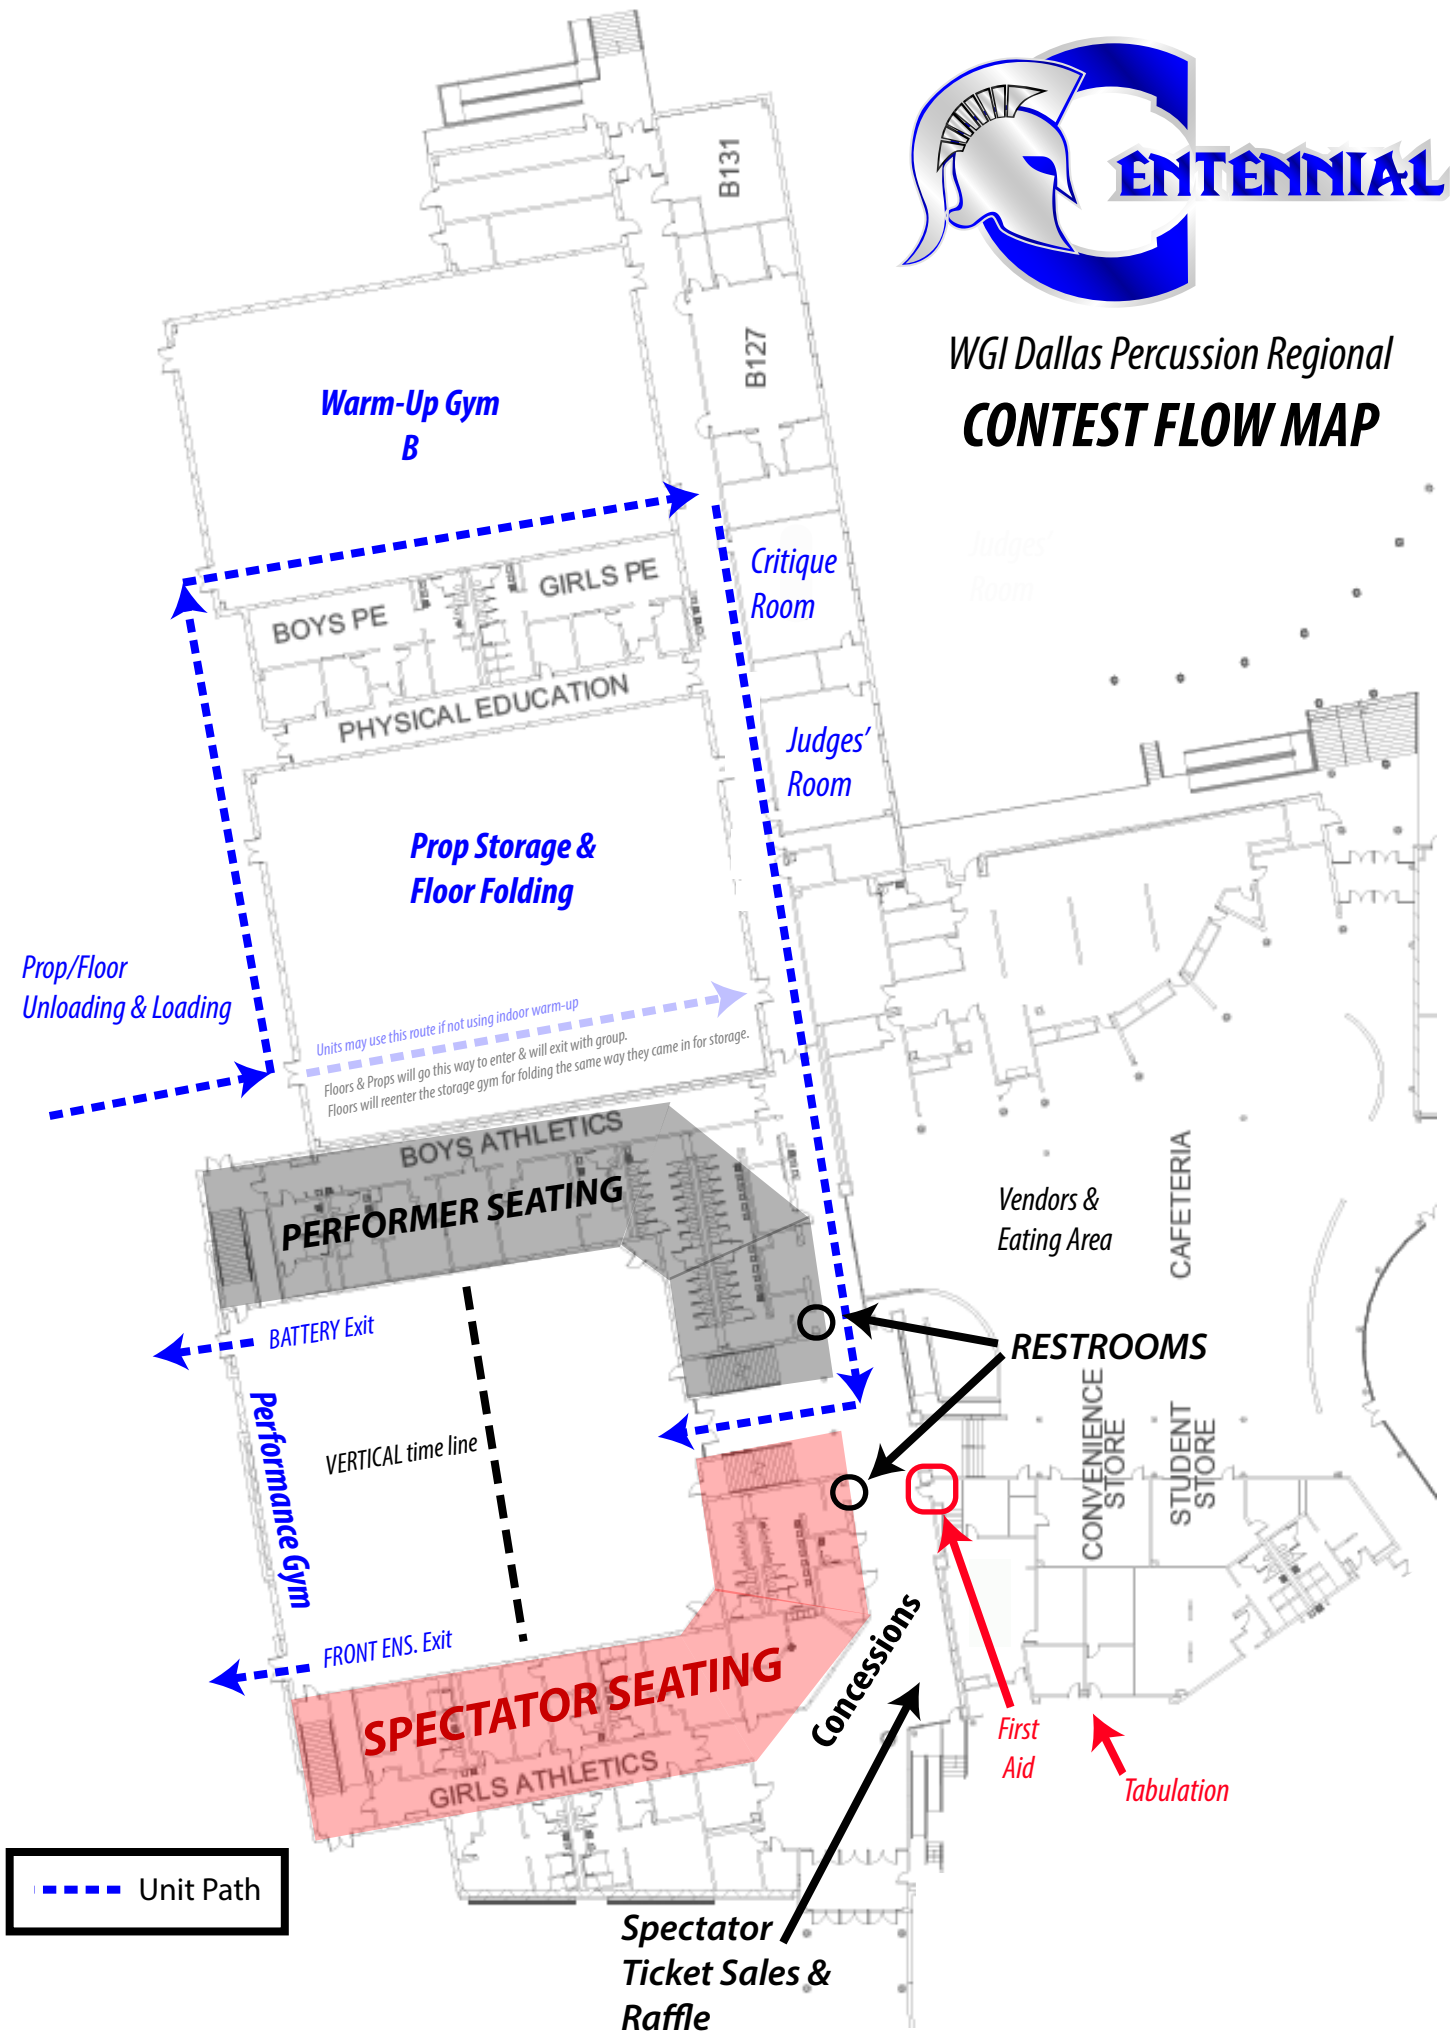 ENTENNIAL
WGI Dallas Percussion Regional
CONTEST FLOW MAP
B131
B127
Warm-Up Gym
B
Critique
Room
Judges'
Room
GIRLS PE
BOYS PE
PHYSICAL EDUCATION
Judges'
Room
Prop Storage &
Floor Folding
Prop/Floor
Unloading & Loading
Units may use this route if not using indoor warm-up
Floors & Props will go this way to enter & will exit with group.
Floors will reenter the storage gym for folding the same way they came in for storage.
BOYS ATHLETICS
PERFORMER SEATING
Vendors &
Eating Area
CAFETERIA
BATTERY Exit
RESTROOMS
Performance Gym
VERTICAL time line
CONVENIENCE
STORE
STUDENT
STORE
FRONT ENS. Exit
SPECTATOR SEATING
GIRLS ATHLETICS
Concessions
First
Aid
Tabulation
Unit Path
Spectator
Ticket Sales &
Raffle